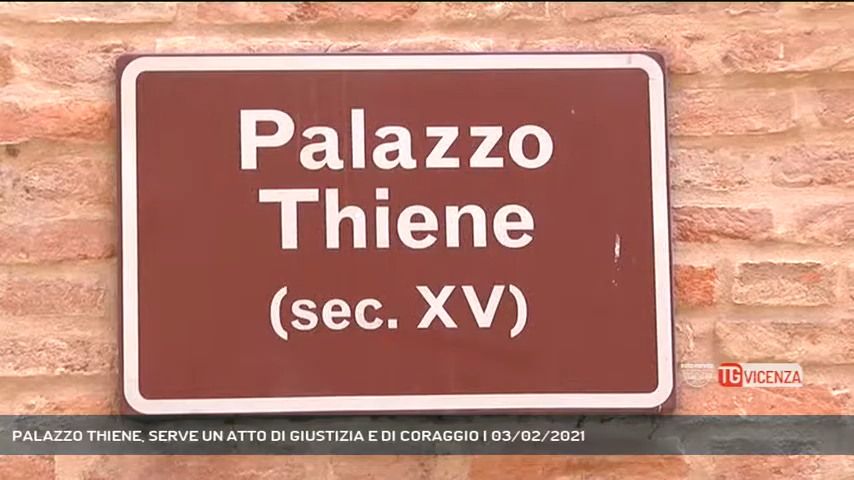 Palazzo
Thiene
(sec. XV)
TG VICENZA
PALAZZO THIENE, SERVE UN ATTO DI GIUSTIZIA E DI CORAGGIO | 03/02/2021